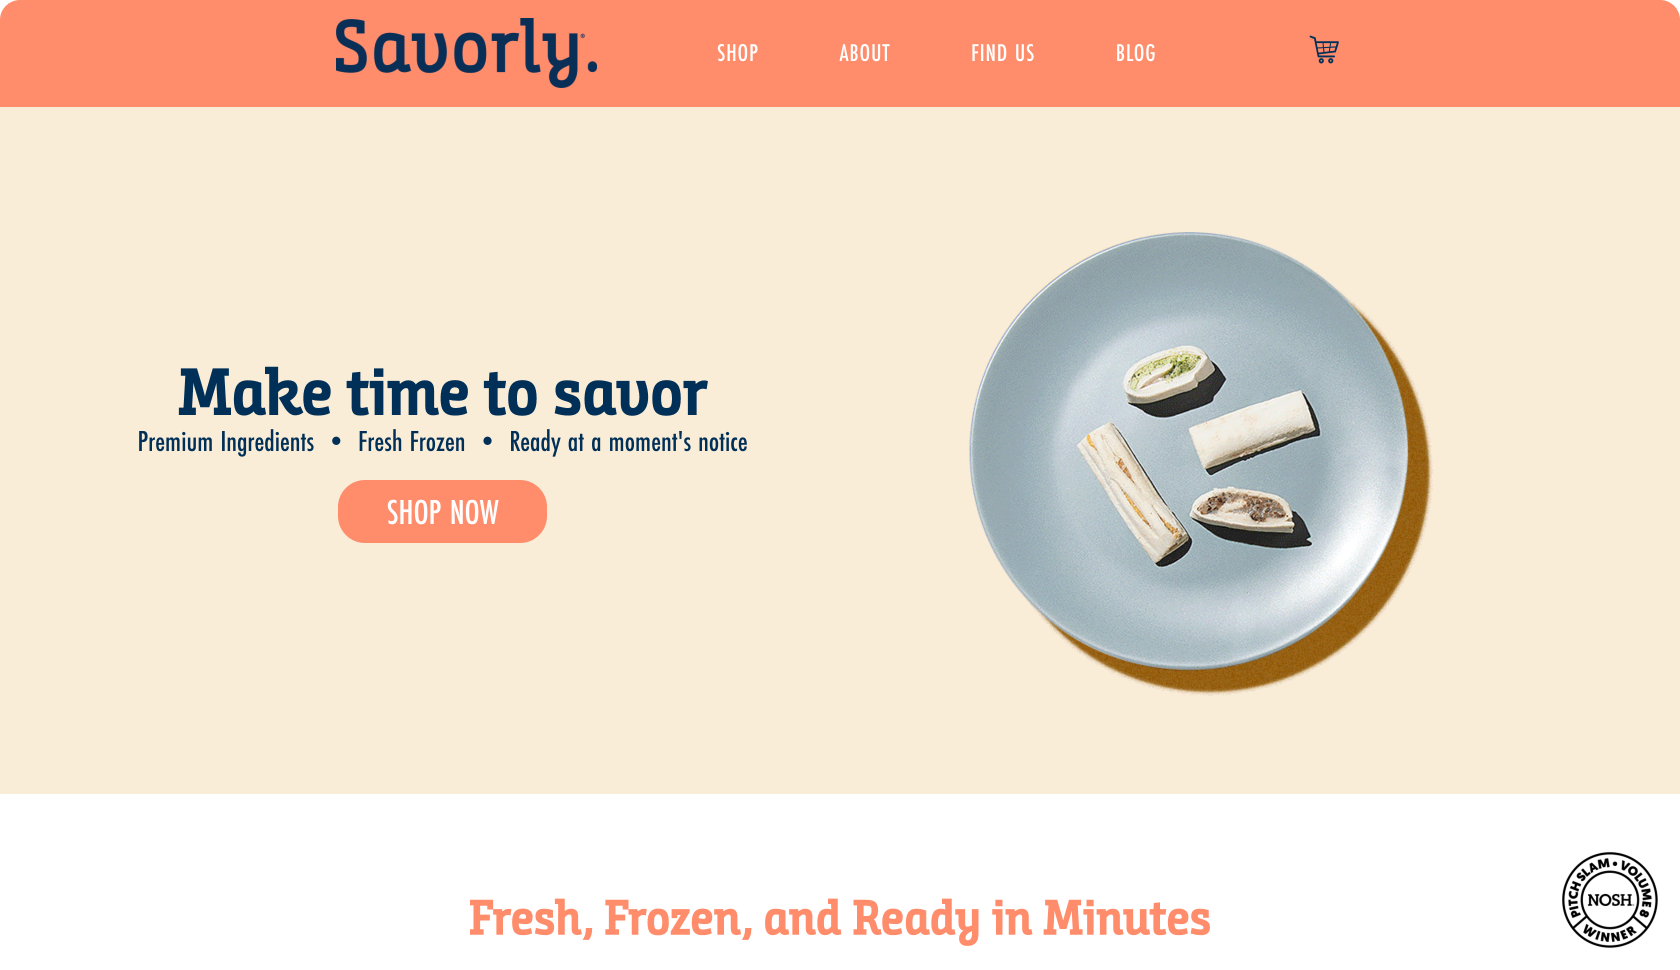 Savorly.
SHOP
ABOUT
FIND US
BLOG
Make time to savor
Premium Ingredients • Fresh Frozen • Ready at a moment's notice
SHOP NOW
Fresh, Frozen, and Ready in Minutes
PITCH SLAM • VOLUME 8
NOSH
WINNER